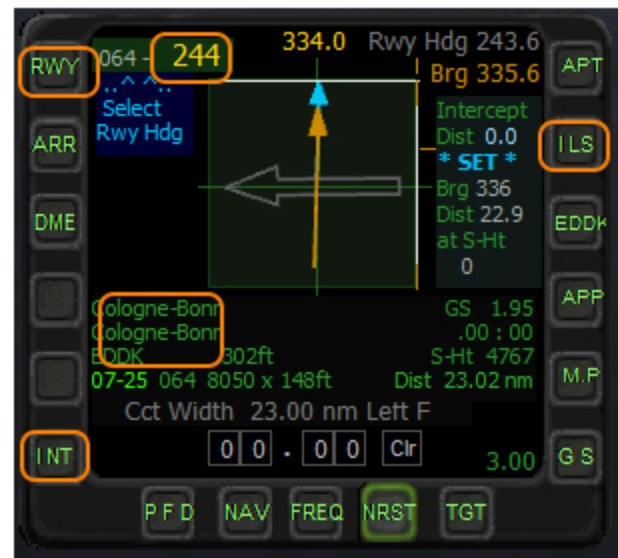 334.0 Rwy Hdg 243.6
RWY 064 - 244 Brg 335.6 APT
..^ ^..
Select Intercept
Rwy Hdg Dist 0.0
ARR * SET * ILS
Brg 336
DME Dist 22.9 EDDK
at S-Ht
0
Cologne-Bonn GS 1.95 APP
Cologne-Bonn .00 : 00
EDDK 302ft S-Ht 4767
07-25 064 8050 x 148ft Dist 23.02 nm M.P
Cct Width 23.00 nm Left F
INT 0 0 . 0 0 Clr 3.00 G S
P F D NAV FREQ NRST TGT